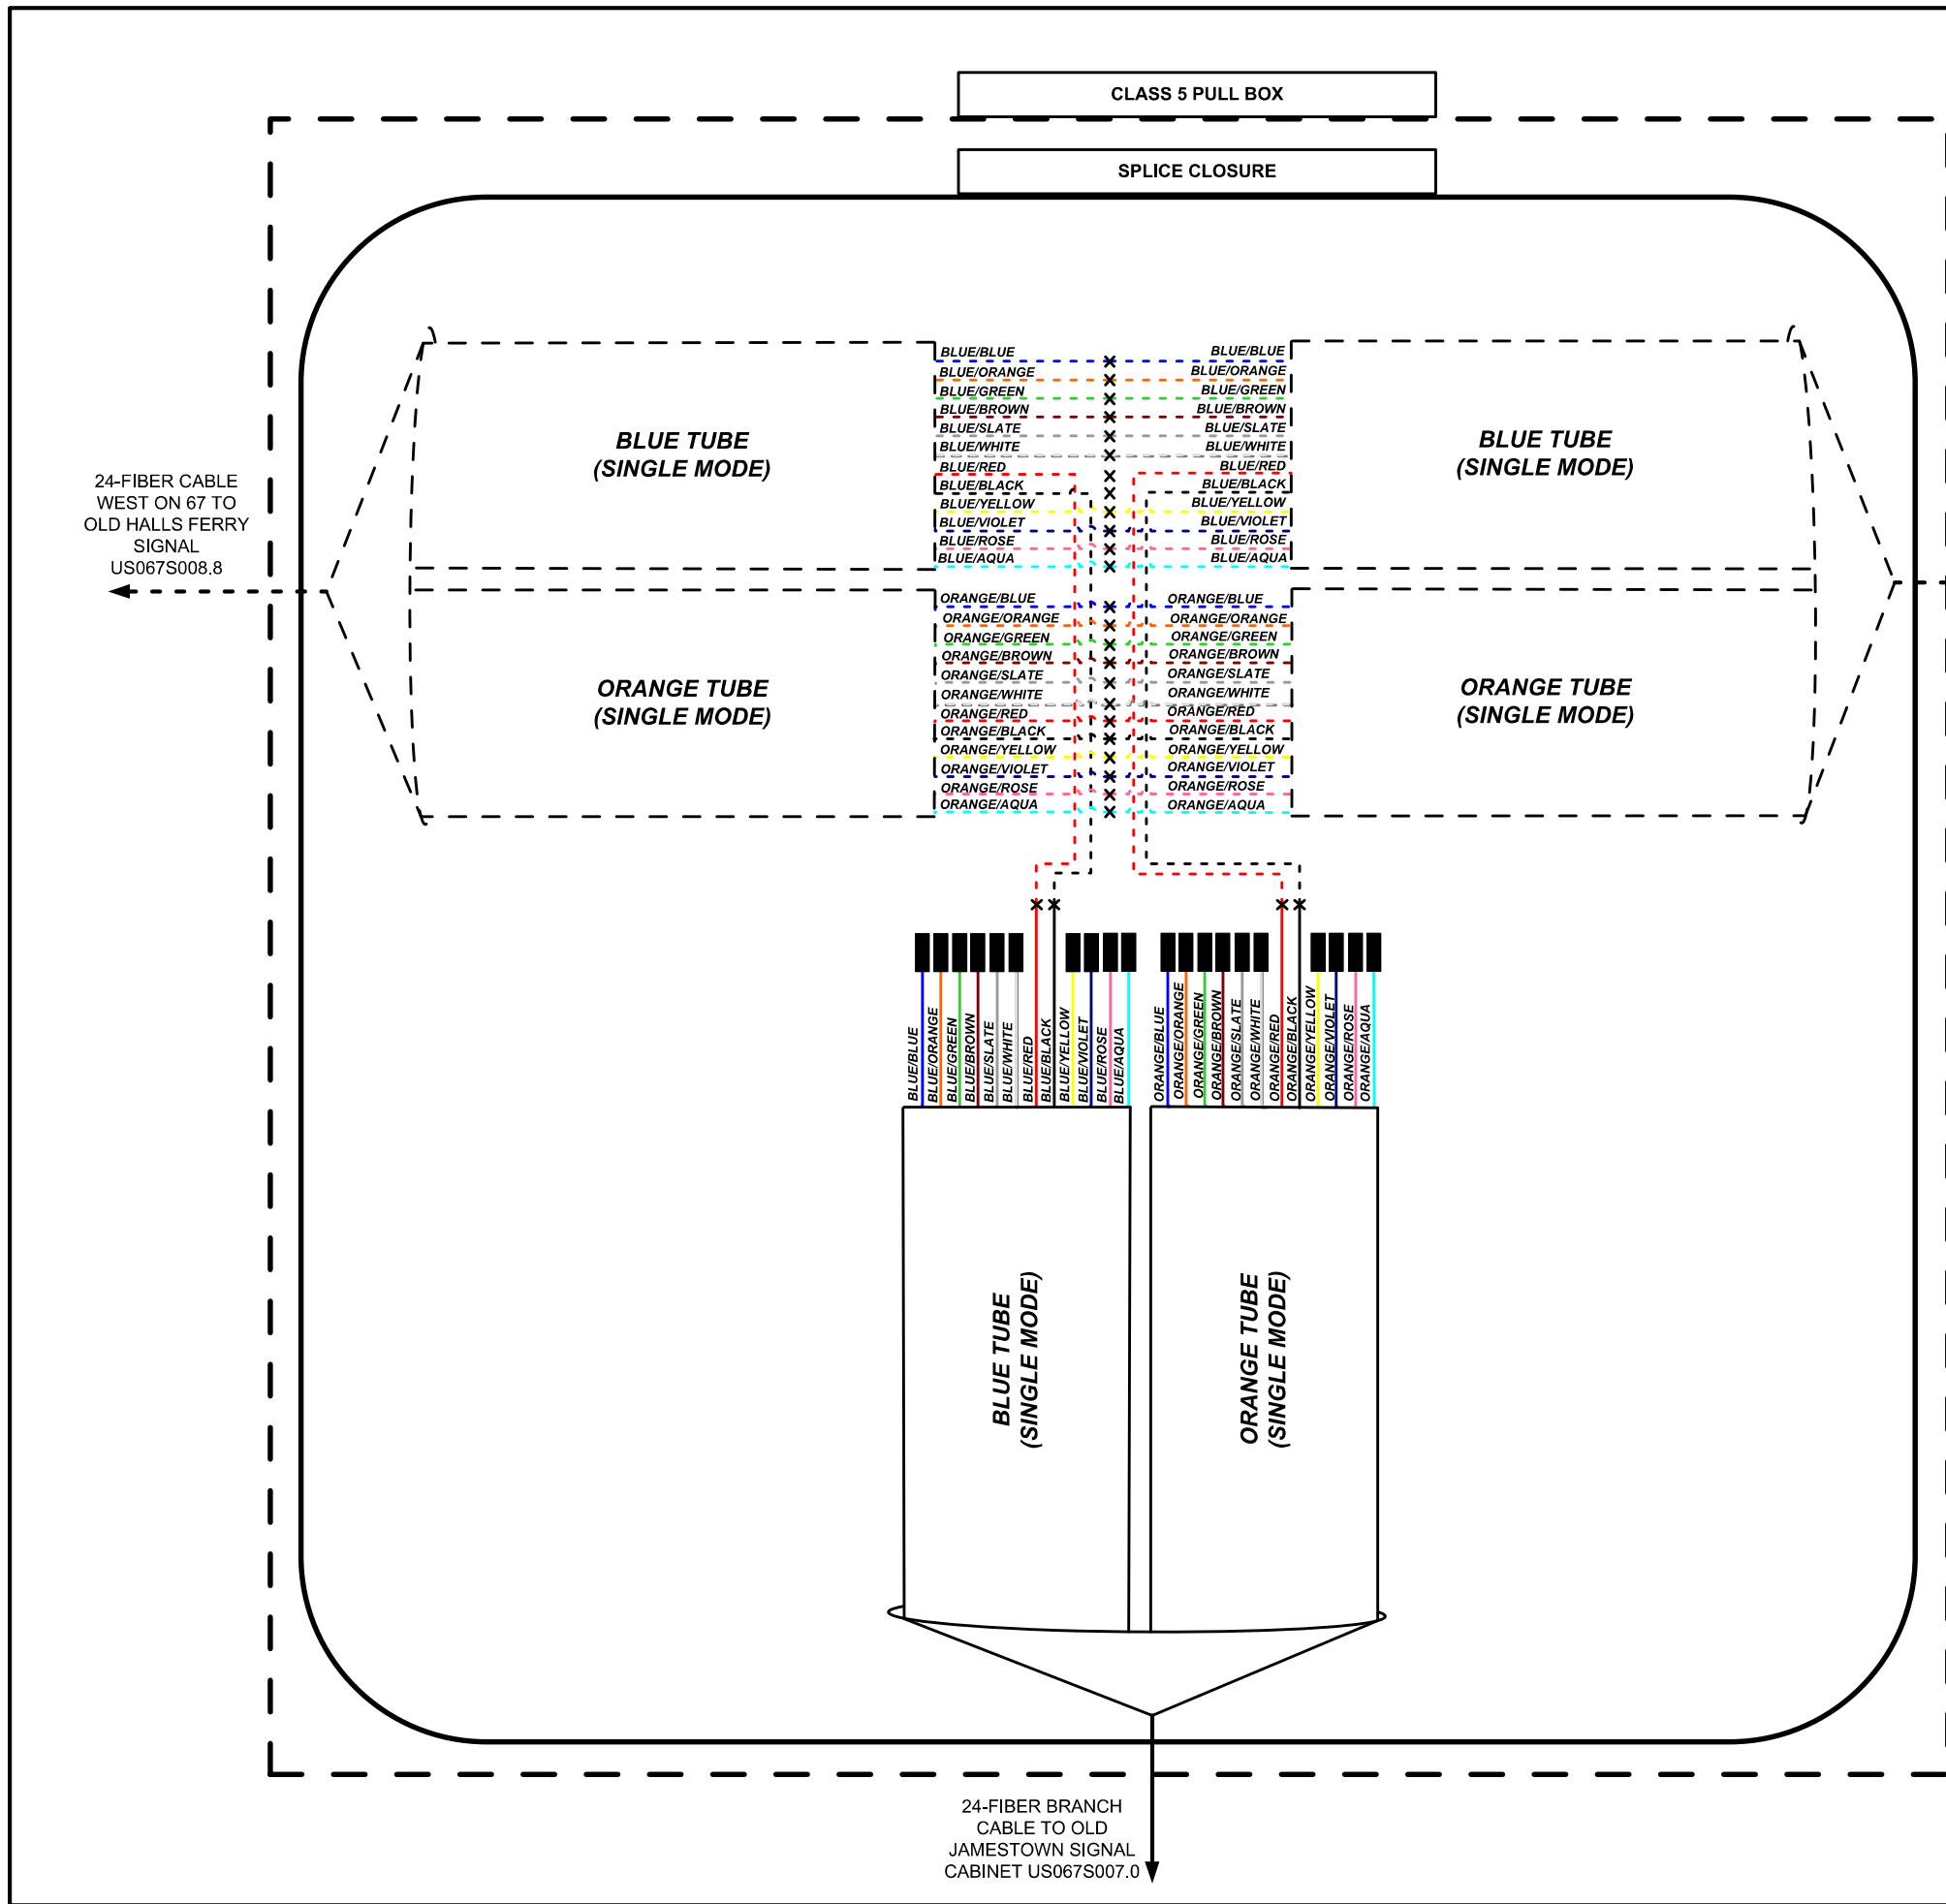 CLASS 5 PULL BOX
SPLICE CLOSURE
BLUE TUBE
(SINGLE MODE)
BLUE/BLUE
BLUE/ORANGE
BLUE/GREEN
BLUE/BROWN
BLUE/SLATE
BLUE/WHITE
BLUE/RED
BLUE/BLACK
BLUE/YELLOW
BLUE/VIOLET
BLUE/ROSE
BLUE/AQUA
BLUE/BLUE
BLUE/ORANGE
BLUE/GREEN
BLUE/BROWN
BLUE/SLATE
BLUE/WHITE
BLUE/RED
BLUE/BLACK
BLUE/YELLOW
BLUE/VIOLET
BLUE/ROSE
BLUE/AQUA
BLUE TUBE
(SINGLE MODE)
24-FIBER CABLE
WEST ON 67 TO
OLD HALLS FERRY
SIGNAL
US067S008.8
ORANGE TUBE
(SINGLE MODE)
ORANGE/BLUE
ORANGE/ORANGE
ORANGE/GREEN
ORANGE/BROWN
ORANGE/SLATE
ORANGE/WHITE
ORANGE/RED
ORANGE/BLACK
ORANGE/YELLOW
ORANGE/VIOLET
ORANGE/ROSE
ORANGE/AQUA
ORANGE/BLUE
ORANGE/ORANGE
ORANGE/GREEN
ORANGE/BROWN
ORANGE/SLATE
ORANGE/WHITE
ORANGE/RED
ORANGE/BLACK
ORANGE/YELLOW
ORANGE/VIOLET
ORANGE/ROSE
ORANGE/AQUA
ORANGE TUBE
(SINGLE MODE)
BLUE/BLUE
BLUE/ORANGE
BLUE/GREEN
BLUE/BROWN
BLUE/SLATE
BLUE/WHITE
BLUE/RED
BLUE/BLACK
BLUE/YELLOW
BLUE/VIOLET
BLUE/ROSE
BLUE/AQUA
ORANGE/BLUE
ORANGE/ORANGE
ORANGE/GREEN
ORANGE/BROWN
ORANGE/SLATE
ORANGE/WHITE
ORANGE/RED
ORANGE/BLACK
ORANGE/YELLOW
ORANGE/VIOLET
ORANGE/ROSE
ORANGE/AQUA
BLUE TUBE
(SINGLE MODE)
ORANGE TUBE
(SINGLE MODE)
24-FIBER BRANCH
CABLE TO OLD
JAMESTOWN SIGNAL
CABINET US067S007.0